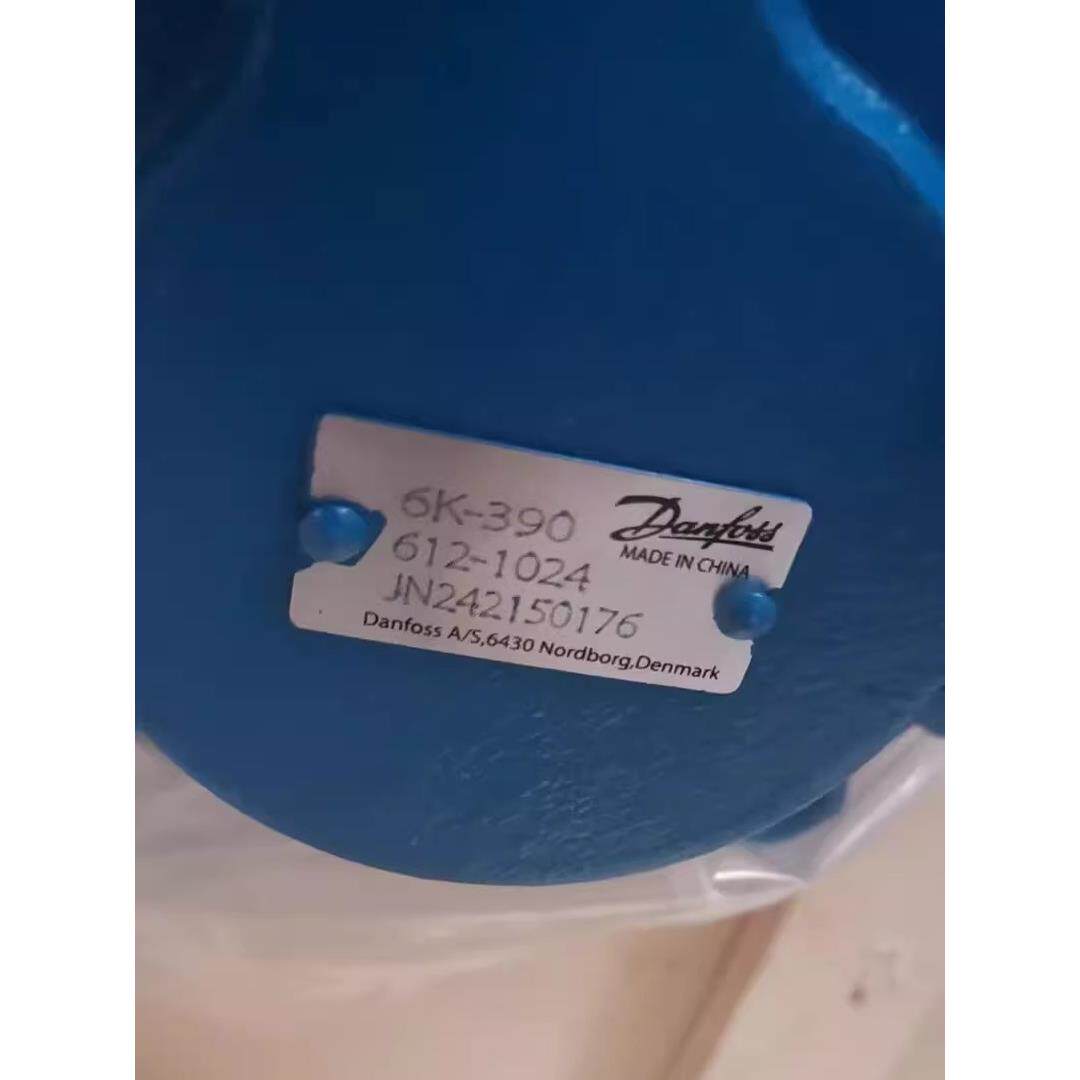 6K-390
Danfoss
MADE IN CHINA
612-1024
JN242150176
Danfoss A/S,6430 Nordborg,Denmark